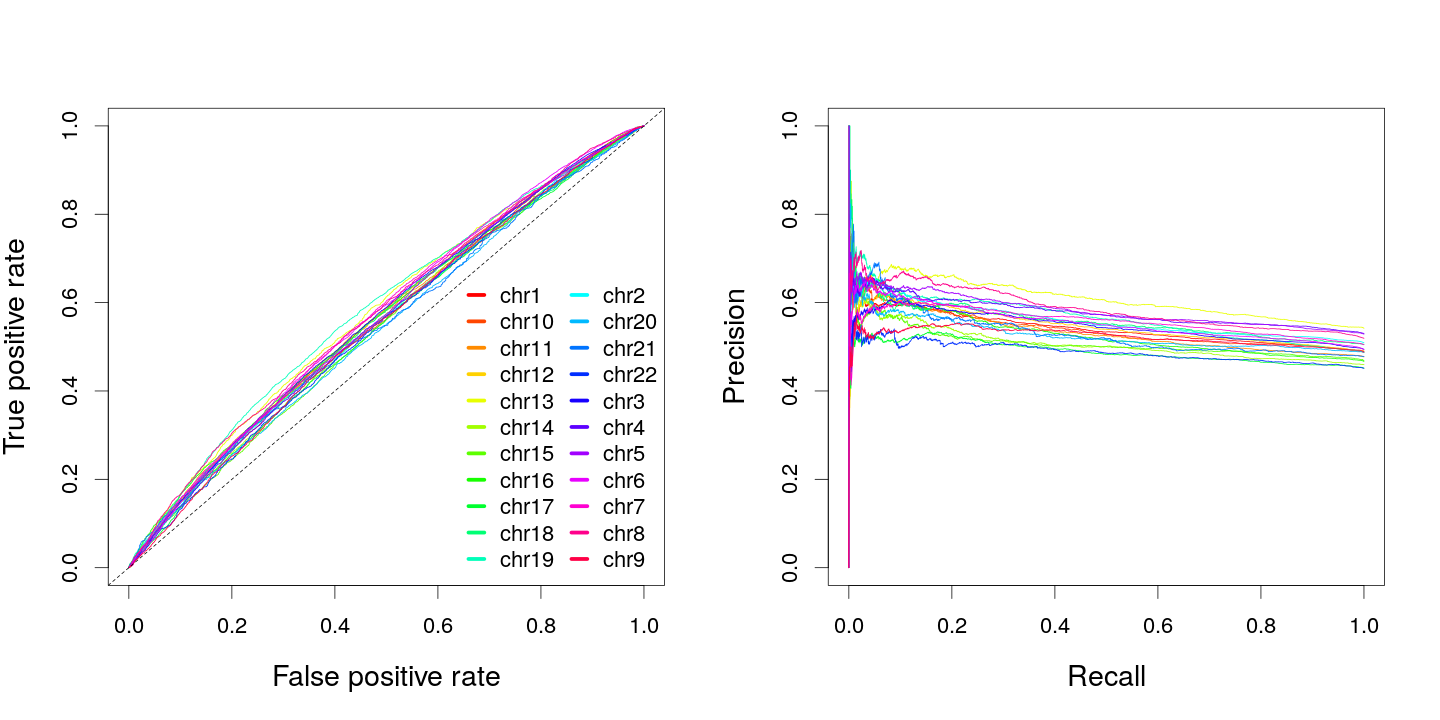 True positive rate
1.0
0.8
0.6
0.4
0.2
0.0
chr1
chr10
chr11
chr12
chr13
chr14
chr15
chr16
chr17
chr18
chr19
chr2
chr20
chr21
chr22
chr3
chr4
chr5
chr6
chr7
chr8
chr9
0.0 0.2 0.4 0.6 0.8 1.0
False positive rate
Precision
1.0
0.8
0.6
0.4
0.2
0.0
0.0 0.2 0.4 0.6 0.8 1.0
Recall